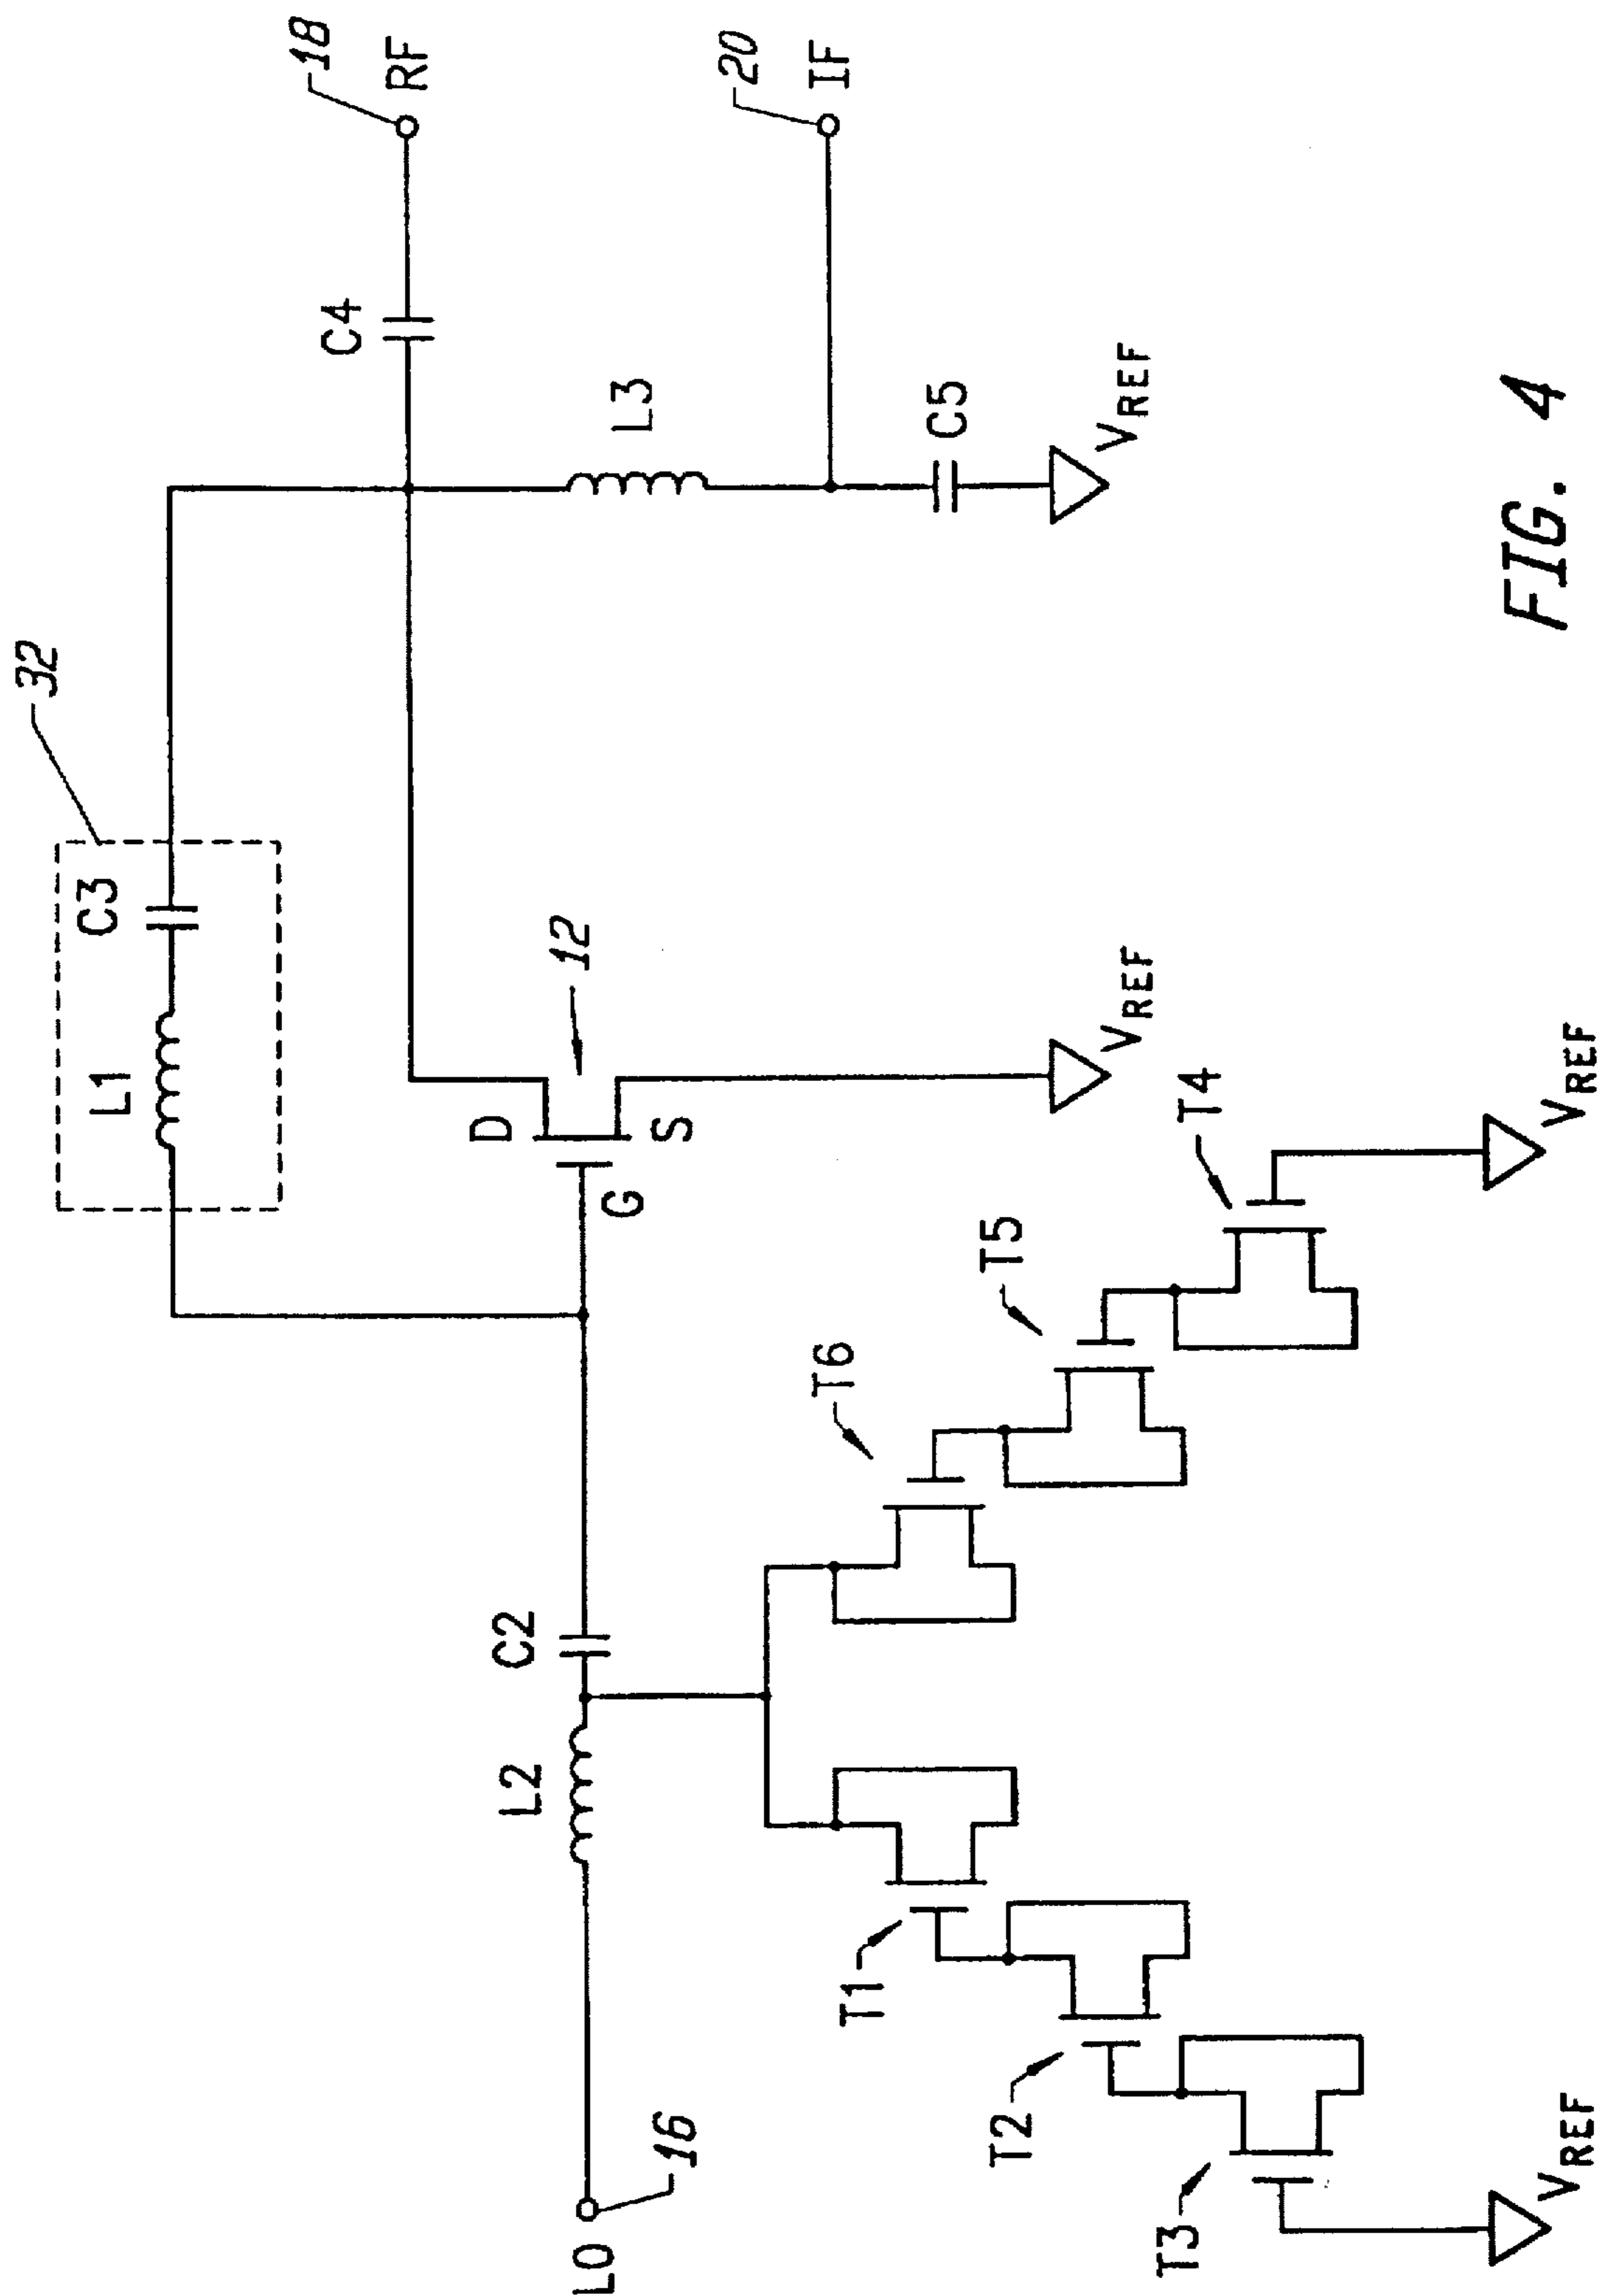 32
18
RF
L1
C3
C4
20
IF
D
12
L3
G
S
C5
VREF
VREF
LO
16
L2
C2
T6
T5
T4
VREF
T1
T2
T3
VREF
FIG. 4